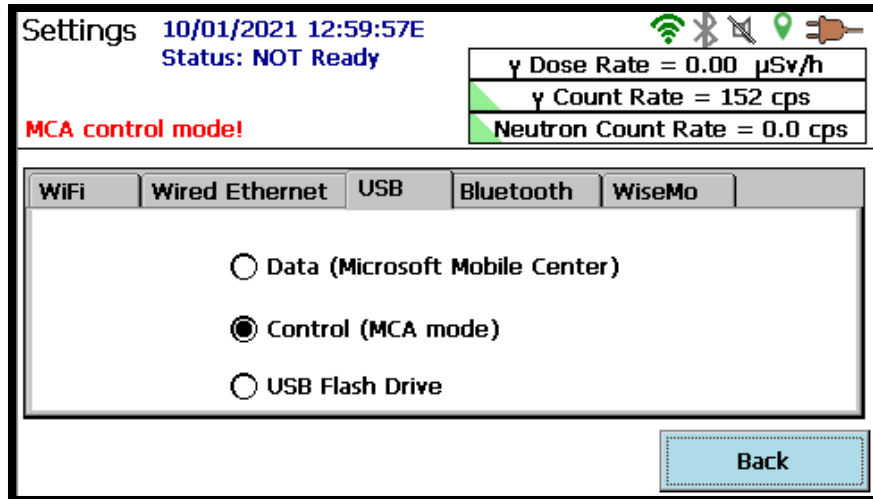 Settings 10/01/2021 12:59:57E
Status: NOT Ready
γ Dose Rate = 0.00 µSv/h
γ Count Rate = 152 cps
MCA control mode!
Neutron Count Rate = 0.0 cps
WiFi Wired Ethernet USB Bluetooth WiseMo
Data (Microsoft Mobile Center)
Control (MCA mode)
USB Flash Drive
Back